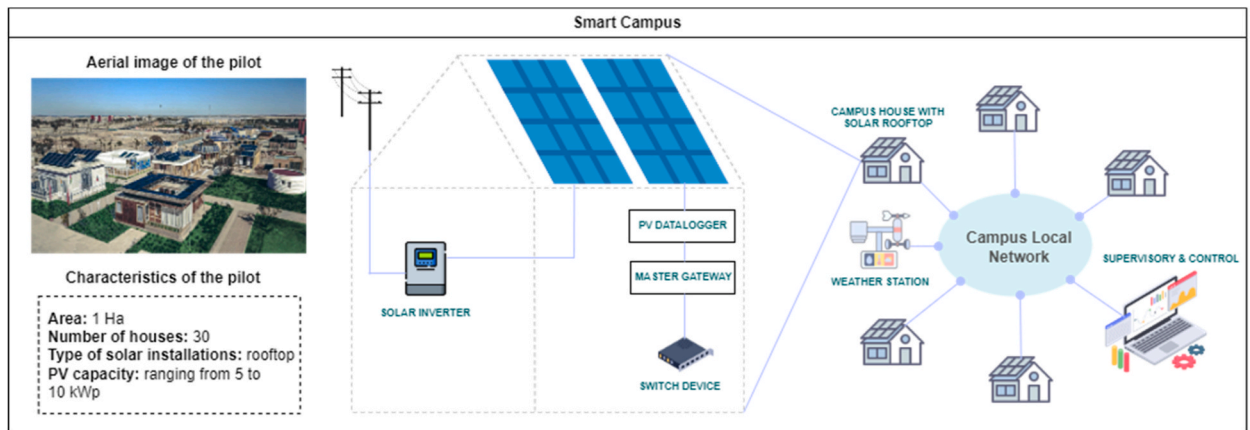 Smart Campus
Aerial image of the pilot
Characteristics of the pilot
Area: 1 Ha
Number of houses: 30
Type of solar installations: rooftop
PV capacity: ranging from 5 to
10 kWp
SOLAR INVERTER
PV DATALOGGER
MASTER GATEWAY
SWITCH DEVICE
CAMPUS HOUSE WITH
SOLAR ROOFTOP
WEATHER STATION
Campus Local
Network
SUPERVISORY & CONTROL